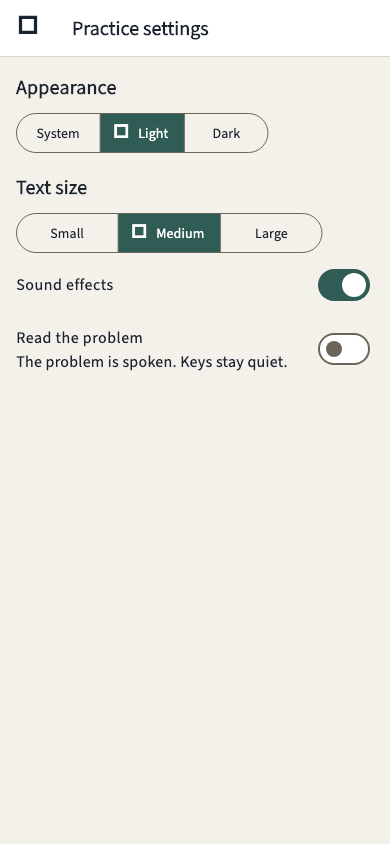 Practice settings
Appearance
System
Light
Dark
Text size
Small
Medium
Large
Sound effects
Read the problem
The problem is spoken. Keys stay quiet.